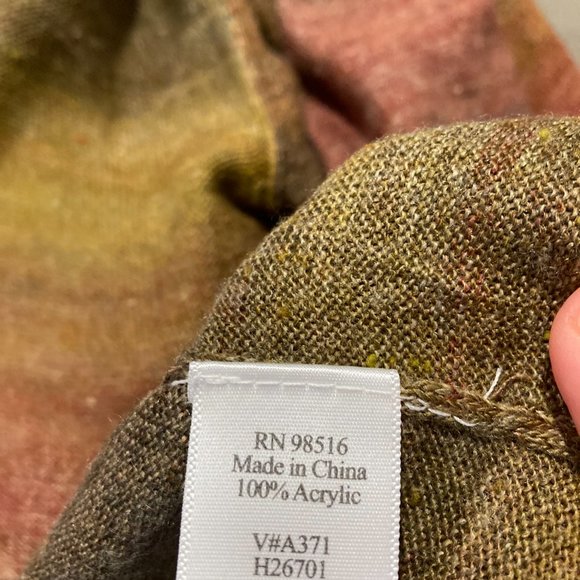 RN 98516
Made in China
100% Acrylic
V#A371
H26701